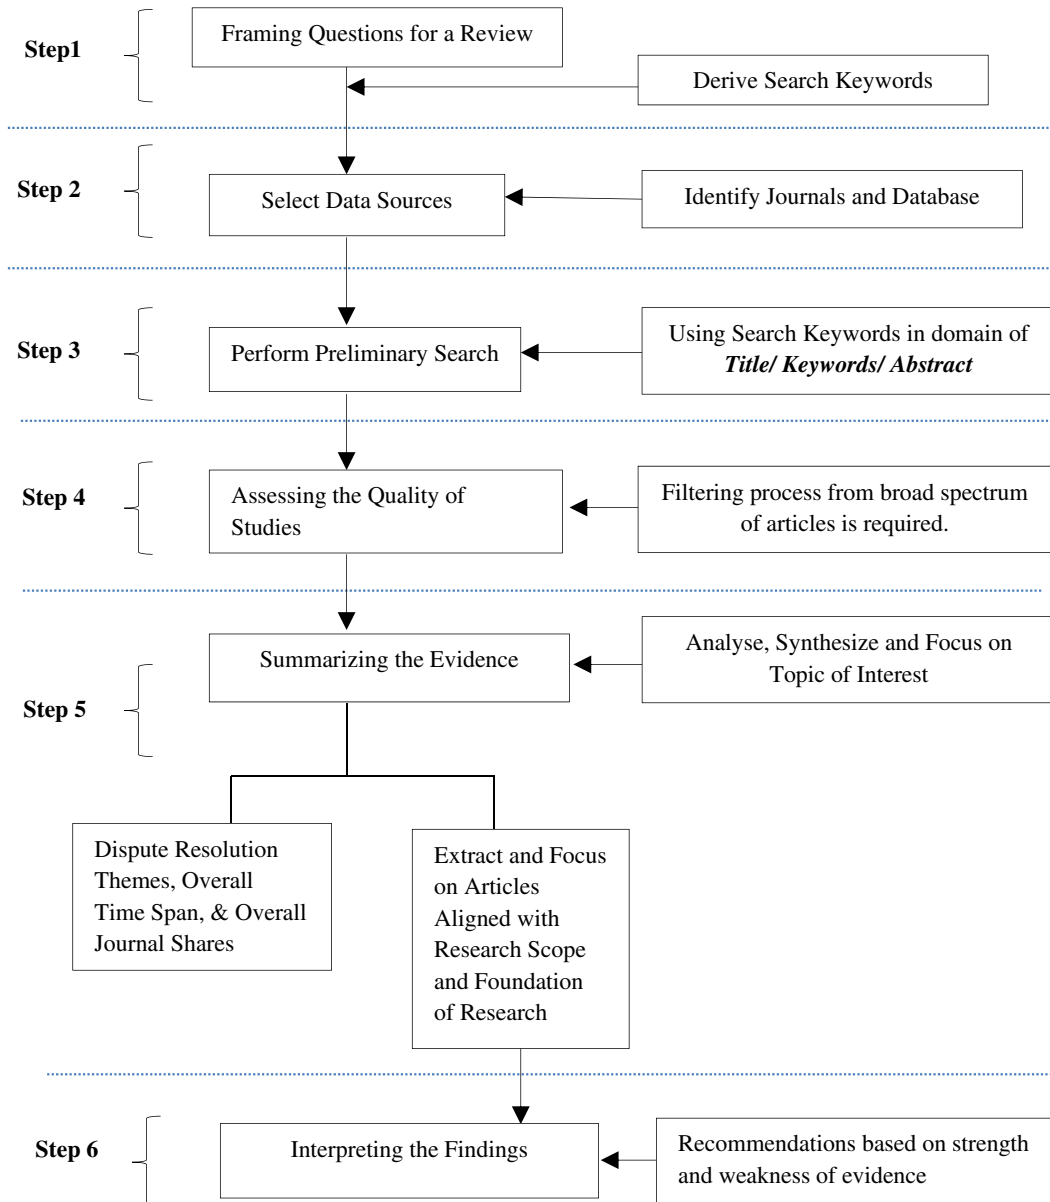 Step1
Framing Questions for a Review
Derive Search Keywords
Step 2
Select Data Sources
Identify Journals and Database
Step 3
Perform Preliminary Search
Using Search Keywords in domain of
Title/ Keywords/ Abstract
Step 4
Assessing the Quality of
Studies
Filtering process from broad spectrum
of articles is required.
Step 5
Summarizing the Evidence
Analyse, Synthesize and Focus on
Topic of Interest
Dispute Resolution
Themes, Overall
Time Span, & Overall
Journal Shares
Extract and Focus
on Articles
Aligned with
Research Scope
and Foundation
of Research
Step 6
Interpreting the Findings
Recommendations based on strength
and weakness of evidence